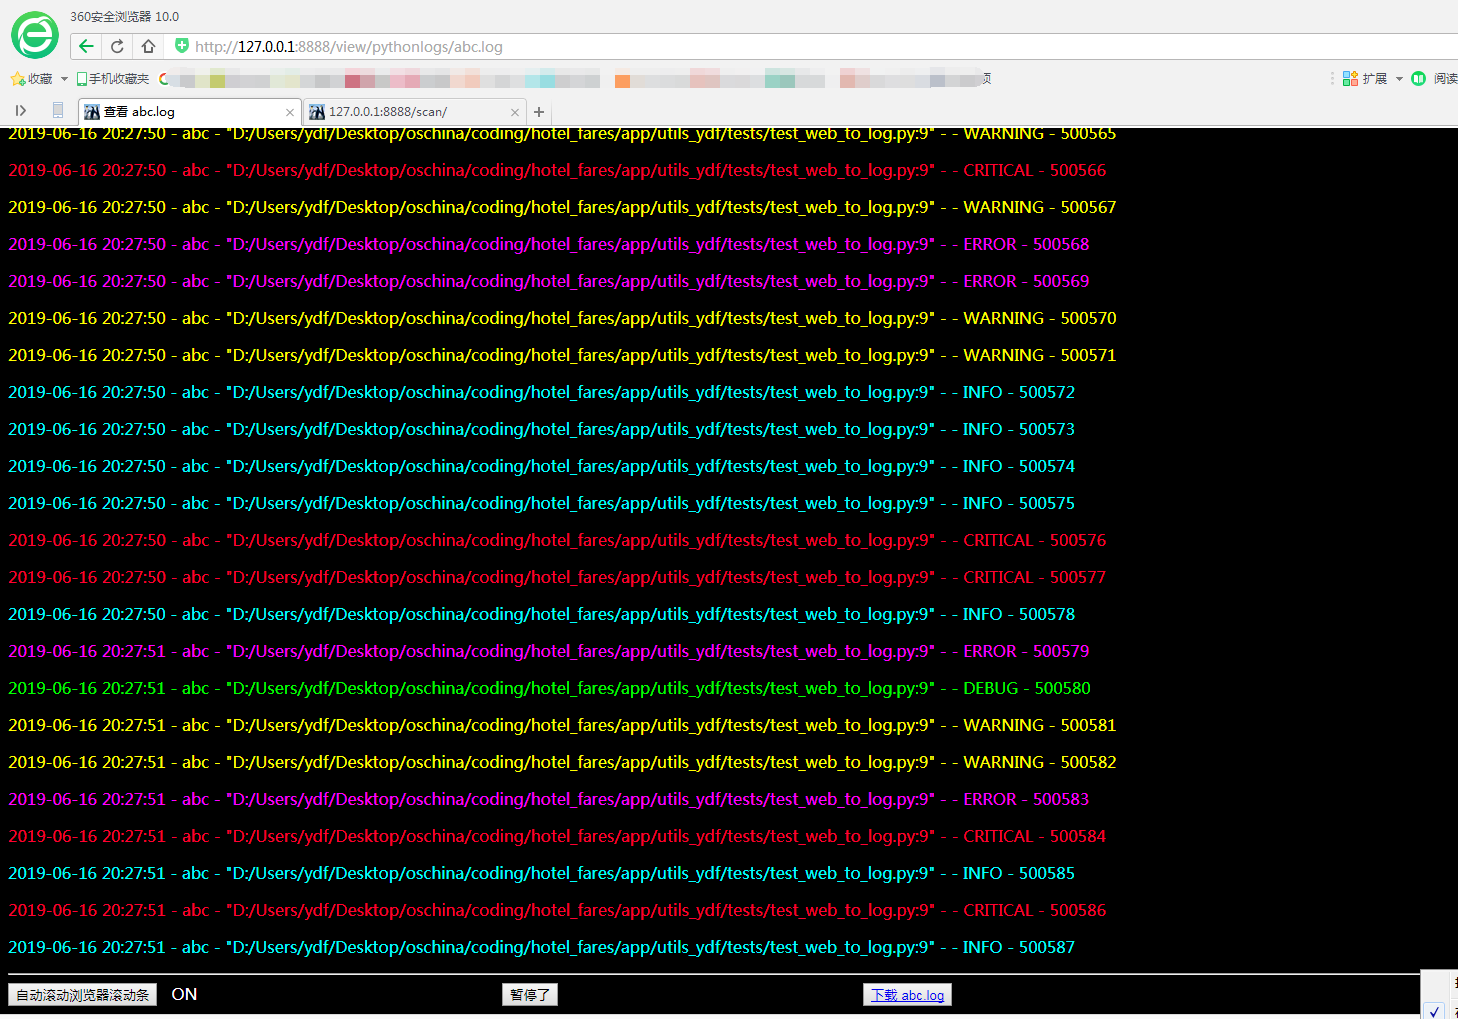 360安全浏览器 10.0
http://127.0.0.1:8888/view/pythonlogs/abc.log
收藏 手机收藏夹 页 扩展 阅读
查看 abc.log 127.0.0.1:8888/scan/
2019-06-16 20:27:50 - abc - "D:/Users/ydf/Desktop/oschina/coding/hotel_fares/app/utils_ydf/tests/test_web_to_log.py:9" - - WARNING - 500565
2019-06-16 20:27:50 - abc - "D:/Users/ydf/Desktop/oschina/coding/hotel_fares/app/utils_ydf/tests/test_web_to_log.py:9" - - CRITICAL - 500566
2019-06-16 20:27:50 - abc - "D:/Users/ydf/Desktop/oschina/coding/hotel_fares/app/utils_ydf/tests/test_web_to_log.py:9" - - WARNING - 500567
2019-06-16 20:27:50 - abc - "D:/Users/ydf/Desktop/oschina/coding/hotel_fares/app/utils_ydf/tests/test_web_to_log.py:9" - - ERROR - 500568
2019-06-16 20:27:50 - abc - "D:/Users/ydf/Desktop/oschina/coding/hotel_fares/app/utils_ydf/tests/test_web_to_log.py:9" - - ERROR - 500569
2019-06-16 20:27:50 - abc - "D:/Users/ydf/Desktop/oschina/coding/hotel_fares/app/utils_ydf/tests/test_web_to_log.py:9" - - WARNING - 500570
2019-06-16 20:27:50 - abc - "D:/Users/ydf/Desktop/oschina/coding/hotel_fares/app/utils_ydf/tests/test_web_to_log.py:9" - - WARNING - 500571
2019-06-16 20:27:50 - abc - "D:/Users/ydf/Desktop/oschina/coding/hotel_fares/app/utils_ydf/tests/test_web_to_log.py:9" - - INFO - 500572
2019-06-16 20:27:50 - abc - "D:/Users/ydf/Desktop/oschina/coding/hotel_fares/app/utils_ydf/tests/test_web_to_log.py:9" - - INFO - 500573
2019-06-16 20:27:50 - abc - "D:/Users/ydf/Desktop/oschina/coding/hotel_fares/app/utils_ydf/tests/test_web_to_log.py:9" - - INFO - 500574
2019-06-16 20:27:50 - abc - "D:/Users/ydf/Desktop/oschina/coding/hotel_fares/app/utils_ydf/tests/test_web_to_log.py:9" - - INFO - 500575
2019-06-16 20:27:50 - abc - "D:/Users/ydf/Desktop/oschina/coding/hotel_fares/app/utils_ydf/tests/test_web_to_log.py:9" - - CRITICAL - 500576
2019-06-16 20:27:50 - abc - "D:/Users/ydf/Desktop/oschina/coding/hotel_fares/app/utils_ydf/tests/test_web_to_log.py:9" - - CRITICAL - 500577
2019-06-16 20:27:50 - abc - "D:/Users/ydf/Desktop/oschina/coding/hotel_fares/app/utils_ydf/tests/test_web_to_log.py:9" - - INFO - 500578
2019-06-16 20:27:51 - abc - "D:/Users/ydf/Desktop/oschina/coding/hotel_fares/app/utils_ydf/tests/test_web_to_log.py:9" - - ERROR - 500579
2019-06-16 20:27:51 - abc - "D:/Users/ydf/Desktop/oschina/coding/hotel_fares/app/utils_ydf/tests/test_web_to_log.py:9" - - DEBUG - 500580
2019-06-16 20:27:51 - abc - "D:/Users/ydf/Desktop/oschina/coding/hotel_fares/app/utils_ydf/tests/test_web_to_log.py:9" - - WARNING - 500581
2019-06-16 20:27:51 - abc - "D:/Users/ydf/Desktop/oschina/coding/hotel_fares/app/utils_ydf/tests/test_web_to_log.py:9" - - WARNING - 500582
2019-06-16 20:27:51 - abc - "D:/Users/ydf/Desktop/oschina/coding/hotel_fares/app/utils_ydf/tests/test_web_to_log.py:9" - - ERROR - 500583
2019-06-16 20:27:51 - abc - "D:/Users/ydf/Desktop/oschina/coding/hotel_fares/app/utils_ydf/tests/test_web_to_log.py:9" - - CRITICAL - 500584
2019-06-16 20:27:51 - abc - "D:/Users/ydf/Desktop/oschina/coding/hotel_fares/app/utils_ydf/tests/test_web_to_log.py:9" - - INFO - 500585
2019-06-16 20:27:51 - abc - "D:/Users/ydf/Desktop/oschina/coding/hotel_fares/app/utils_ydf/tests/test_web_to_log.py:9" - - CRITICAL - 500586
2019-06-16 20:27:51 - abc - "D:/Users/ydf/Desktop/oschina/coding/hotel_fares/app/utils_ydf/tests/test_web_to_log.py:9" - - INFO - 500587
自动滚动浏览器滚动条 ON 暂停了 下载 abc.log